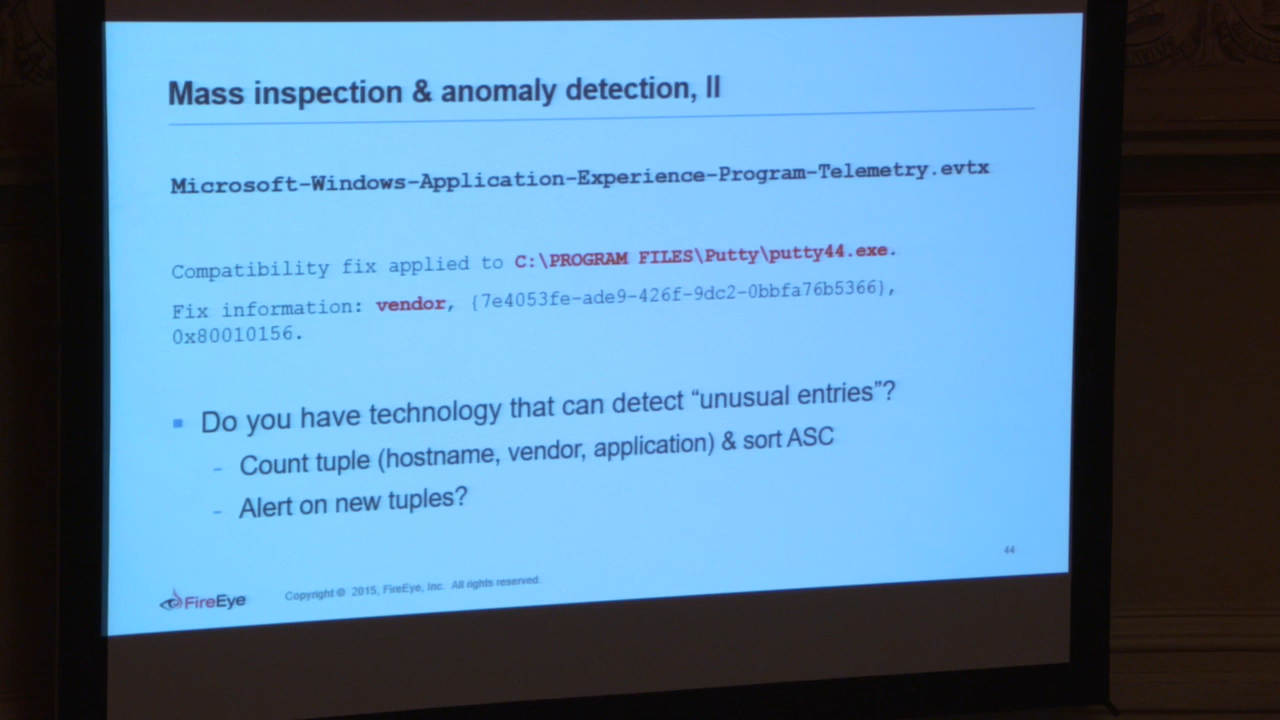 Mass inspection & anomaly detection, II
Microsoft-Windows-Application-Experience-Program-Telemetry.evtx
Compatibility fix applied to C:\PROGRAM FILES\Putty\putty44.exe.
Fix information: vendor, {7e4053fe-ade9-426f-9dc2-0bbfa76b5366},
0x80010156.
▪ Do you have technology that can detect “unusual entries”?
- Count tuple (hostname, vendor, application) & sort ASC
- Alert on new tuples?
44
FireEye
Copyright © 2015, FireEye, Inc. All rights reserved.